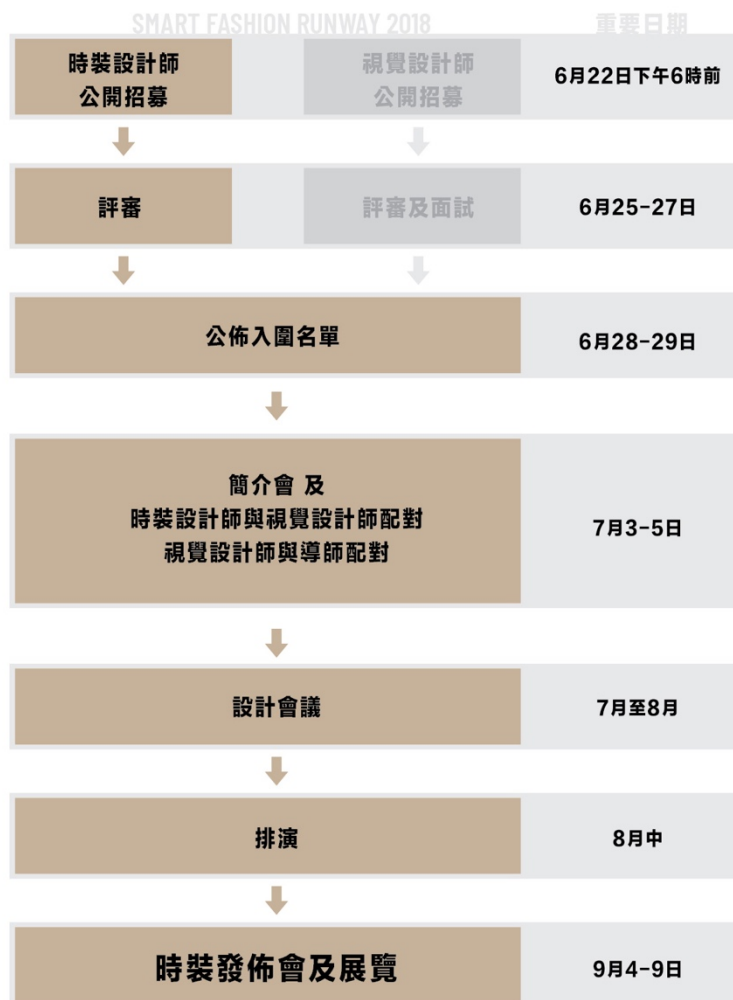 SMART FASHION RUNWAY 2018
重要日期
時裝設計師
公開招募
視覺設計師
公開招募
6月22日下午6時前
評審
評審及面試
6月25-27日
公佈入圍名單
6月28-29日
簡介會 及
時裝設計師與視覺設計師配對
視覺設計師與導師配對
7月3-5日
設計會議
7月至8月
排演
8月中
時裝發佈會及展覽
9月4-9日